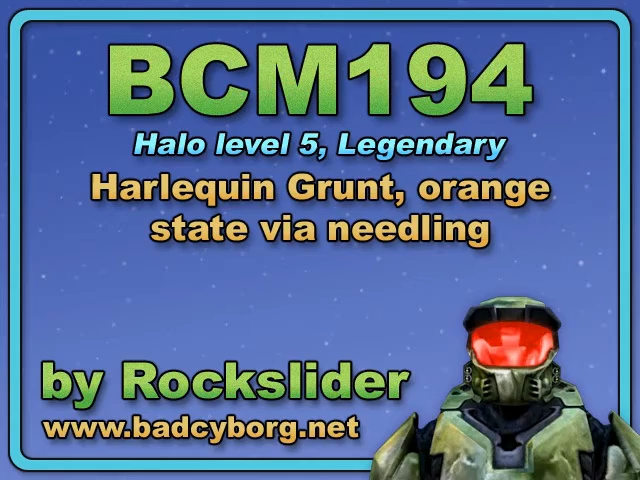 BCM194
Halo level 5, Legendary
Harlequin Grunt, orange
state via needling
by Rockslider
www.badcyborg.net